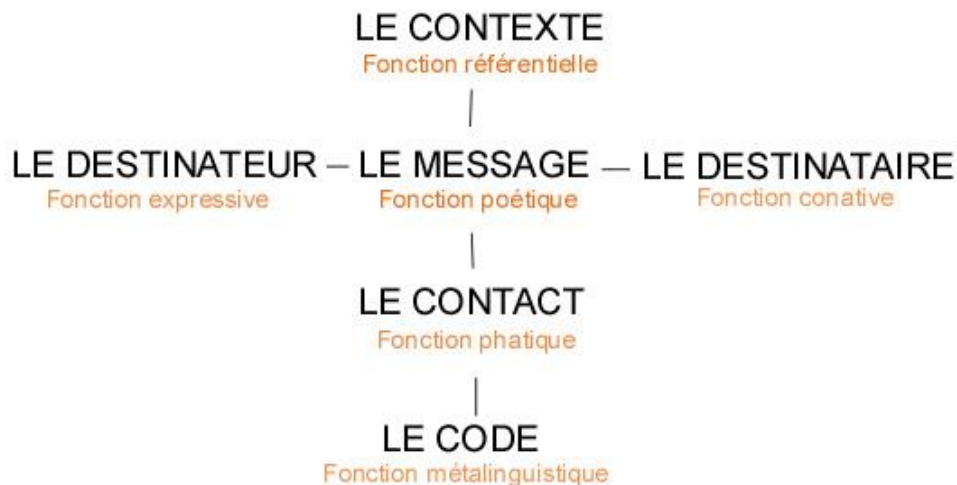 LE CONTEXTE
Fonction référentielle
LE DESTINATEUR – LE MESSAGE – LE DESTINATAIRE
Fonction expressive Fonction poétique Fonction conative
LE CONTACT
Fonction phatique
LE CODE
Fonction métalinguistique